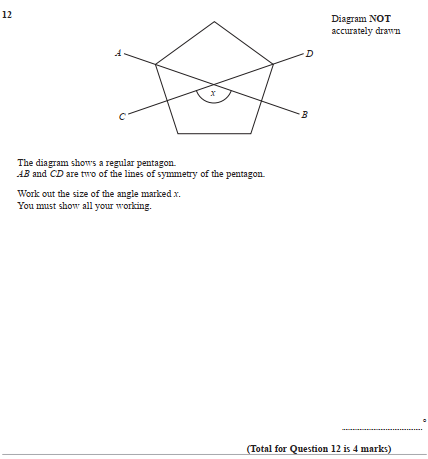 12
Diagram NOT
accurately drawn
A
D
x
C
B
The diagram shows a regular pentagon.
AB and CD are two of the lines of symmetry of the pentagon.
Work out the size of the angle marked x.
You must show all your working.
°
(Total for Question 12 is 4 marks)